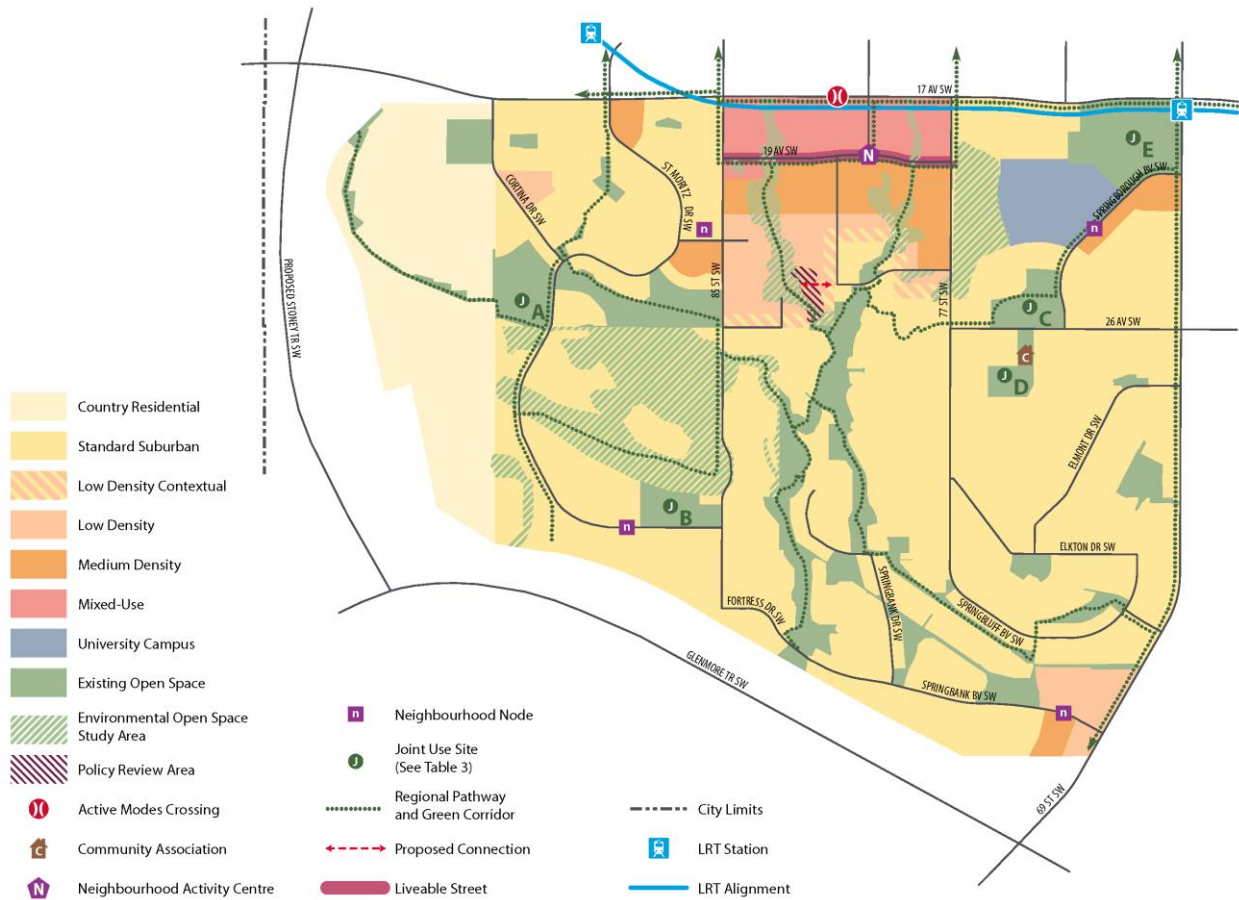 17 AV SW
19 AV SW
N
J
E
ST MORITZ
DR SW
CORTINA DR SW
SPRINGBOROUGH BV SW
n
n
PROPOSED STONEY TR SW
85 ST SW
77 ST SW
J
A
J
C
26 AV SW
C
J
D
ELMONT DR SW
J
B
n
ELKTON DR SW
FORTRESS DR SW
SPRINGBANK DR SW
SPRINGBLUFF BV SW
GLENMORE TR SW
SPRINGBANK BV SW
n
69 ST SW
Country Residential
Standard Suburban
Low Density Contextual
Low Density
Medium Density
Mixed-Use
University Campus
Existing Open Space
Environmental Open Space
Study Area
Policy Review Area
Active Modes Crossing
C
Community Association
N
Neighbourhood Activity Centre
n
Neighbourhood Node
J
Joint Use Site
(See Table 3)
Regional Pathway
and Green Corridor
Proposed Connection
Liveable Street
City Limits
LRT Station
LRT Alignment